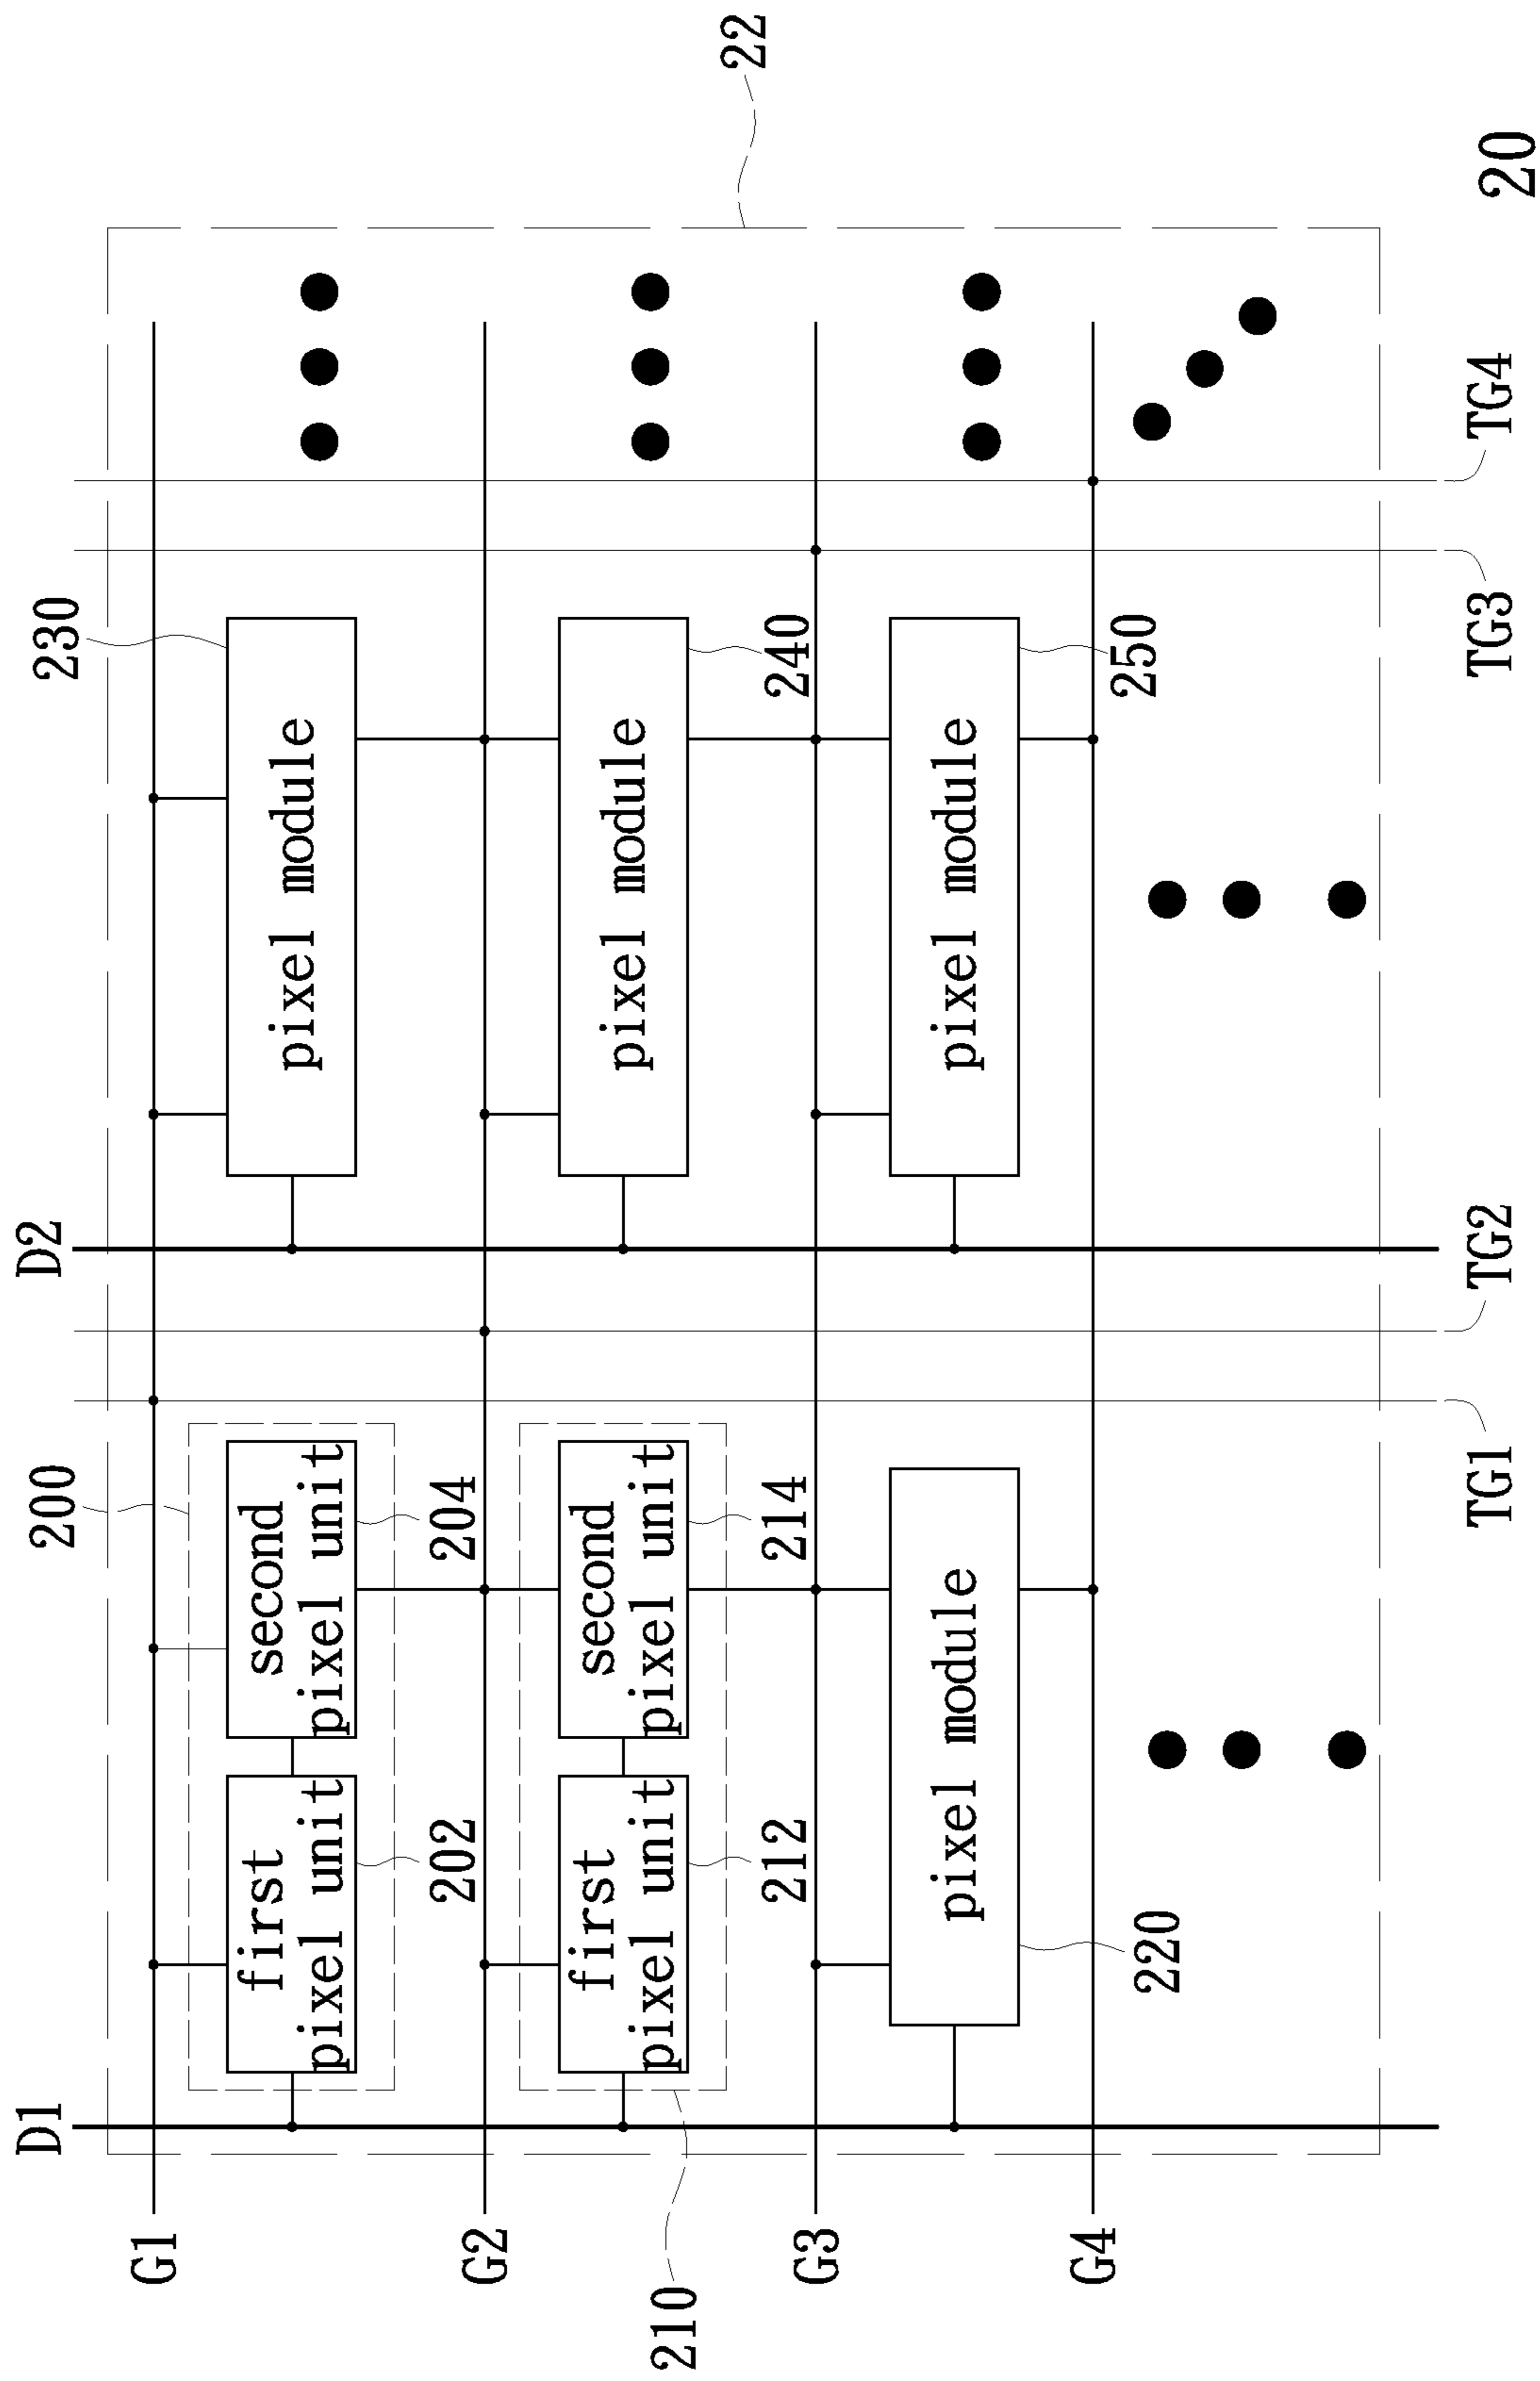 D1
200
D2
230
G1
first
pixel unit
second
pixel unit
pixel module
202
204
G2
first
pixel unit
second
pixel unit
pixel module
210
22
212
214
240
G3
pixel module
pixel module
G4
220
250
TG1
TG2
TG3
TG4
20